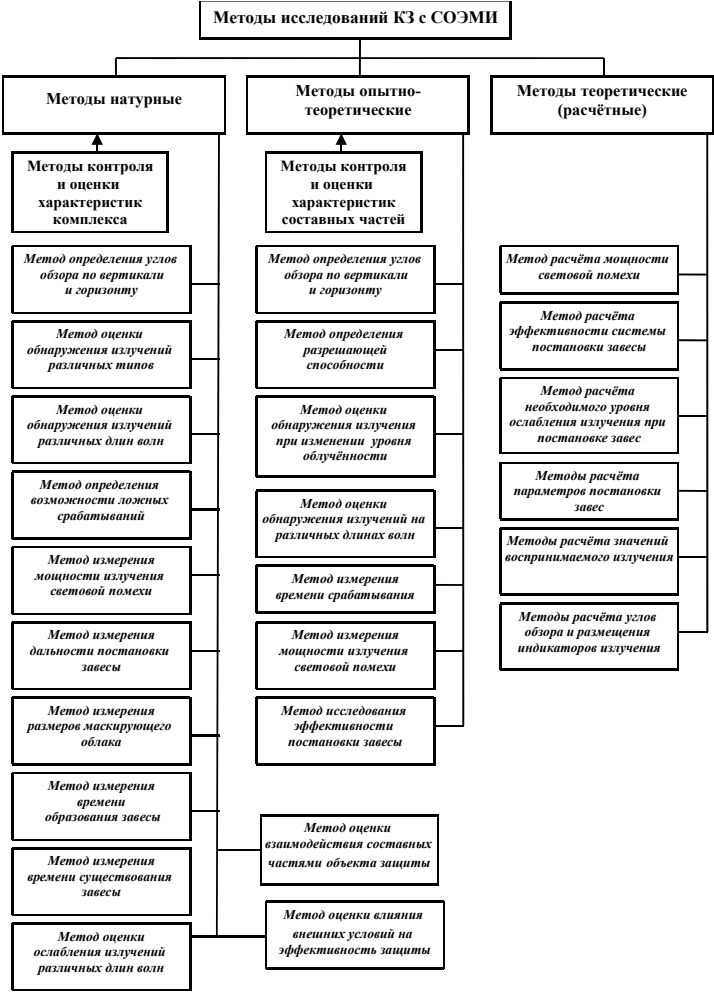 Методы исследований КЗ с СОЭМИ
Методы натурные
Методы опытно-
теоретические
Методы теоретические
(расчётные)
Методы контроля
и оценки
характеристик
комплекса
Методы контроля
и оценки
характеристик
составных частей
Метод определения углов
обзора по вертикали
и горизонту
Метод оценки
обнаружения излучений
различных типов
Метод оценки
обнаружения излучений
различных длин волн
Метод определения
возможности ложных
срабатываний
Метод измерения
мощности излучения
световой помехи
Метод измерения
дальности постановки
завесы
Метод измерения
размеров маскирующего
облака
Метод измерения
времени
образования завесы
Метод измерения
времени существования
завесы
Метод оценки
ослабления излучений
различных длин волн
Метод определения углов
обзора по вертикали
и горизонту
Метод определения
разрешающей
способности
Метод оценки
обнаружения излучения
при изменении уровня
облучённости
Метод оценки
обнаружения излучений на
различных длинах волн
Метод измерения
времени срабатывания
Метод измерения
мощности излучения
световой помехи
Метод исследования
эффективности
постановки завесы
Метод оценки
взаимодействия составных
частями объекта защиты
Метод оценки влияния
внешних условий на
эффективность защиты
Метод расчёта мощности
световой помехи
Метод расчёта
эффективности системы
постановки завесы
Метод расчёта
необходимого уровня
ослабления излучения при
постановке завес
Методы расчёта
параметров постановки
завес
Методы расчёта значений
воспринимаемого излучения
Методы расчёта углов
обзора и размещения
индикаторов излучения